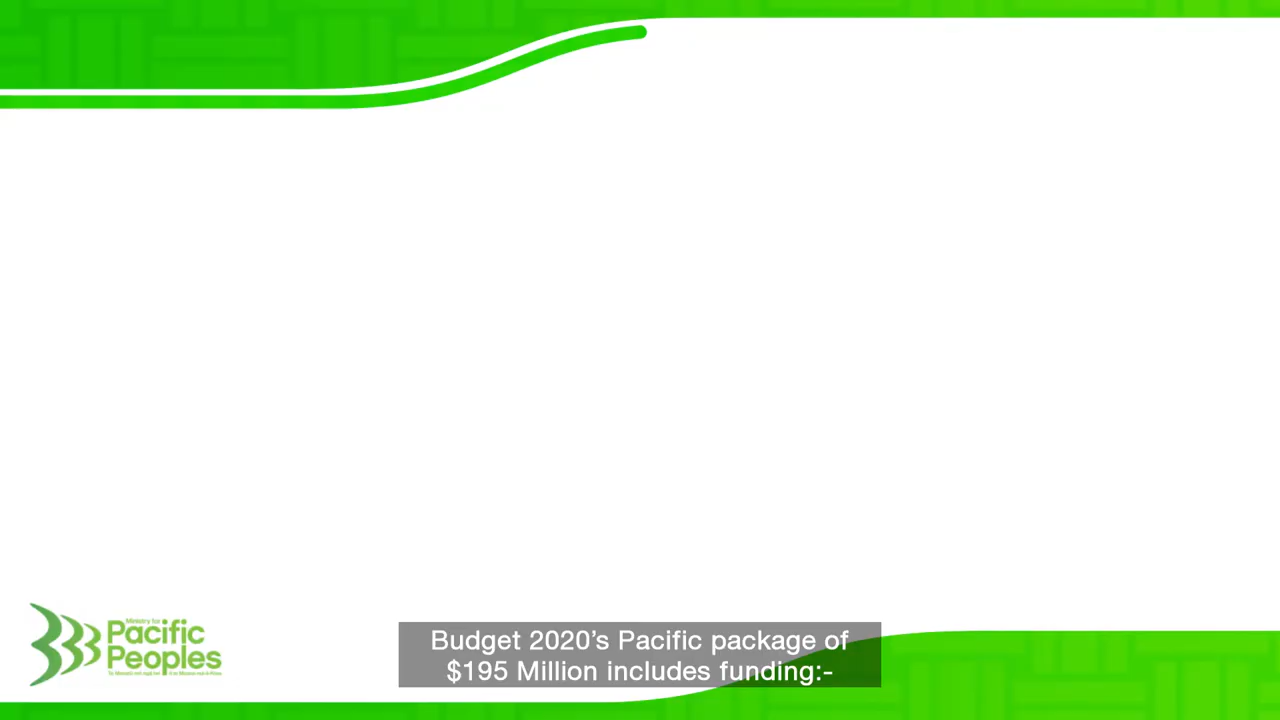 Ministry for
Pacific
Peoples
Budget 2020’s Pacific package of
$195 Million includes funding:-